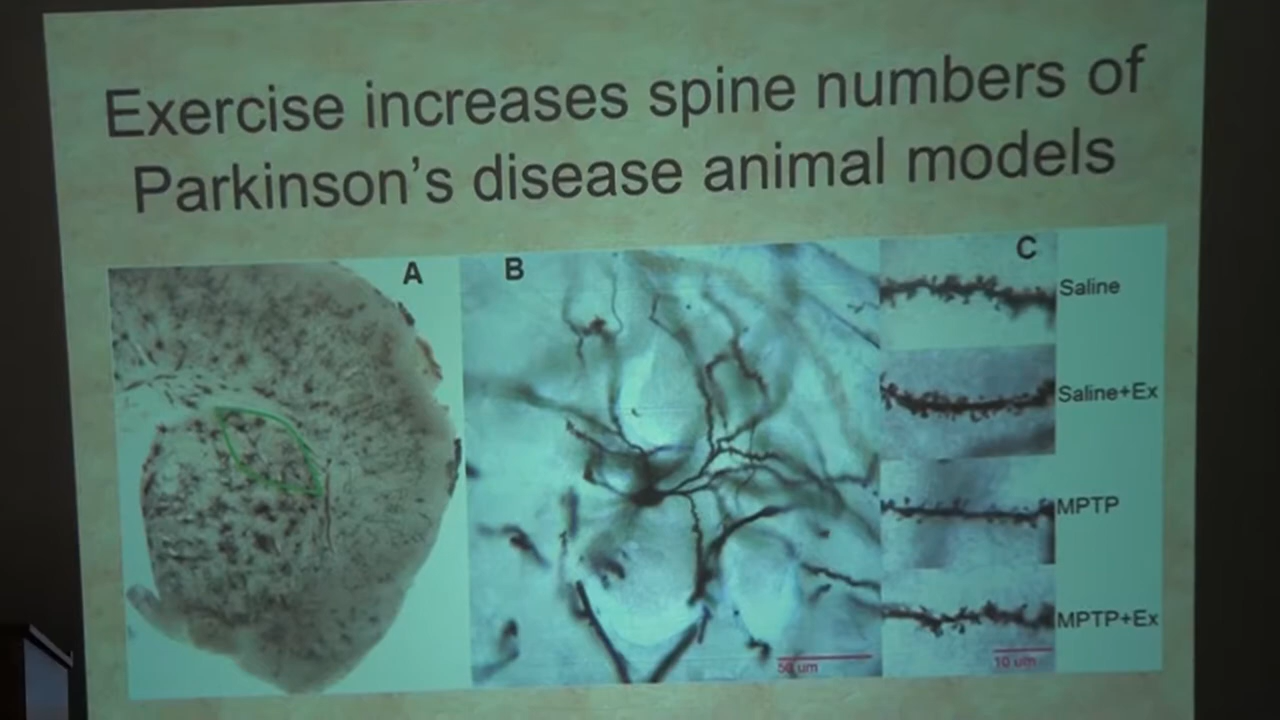 Exercise increases spine numbers of
Parkinson's disease animal models
A
B
C
Saline
Saline+Ex
MPTP
MPTP+Ex
50 um
10 um